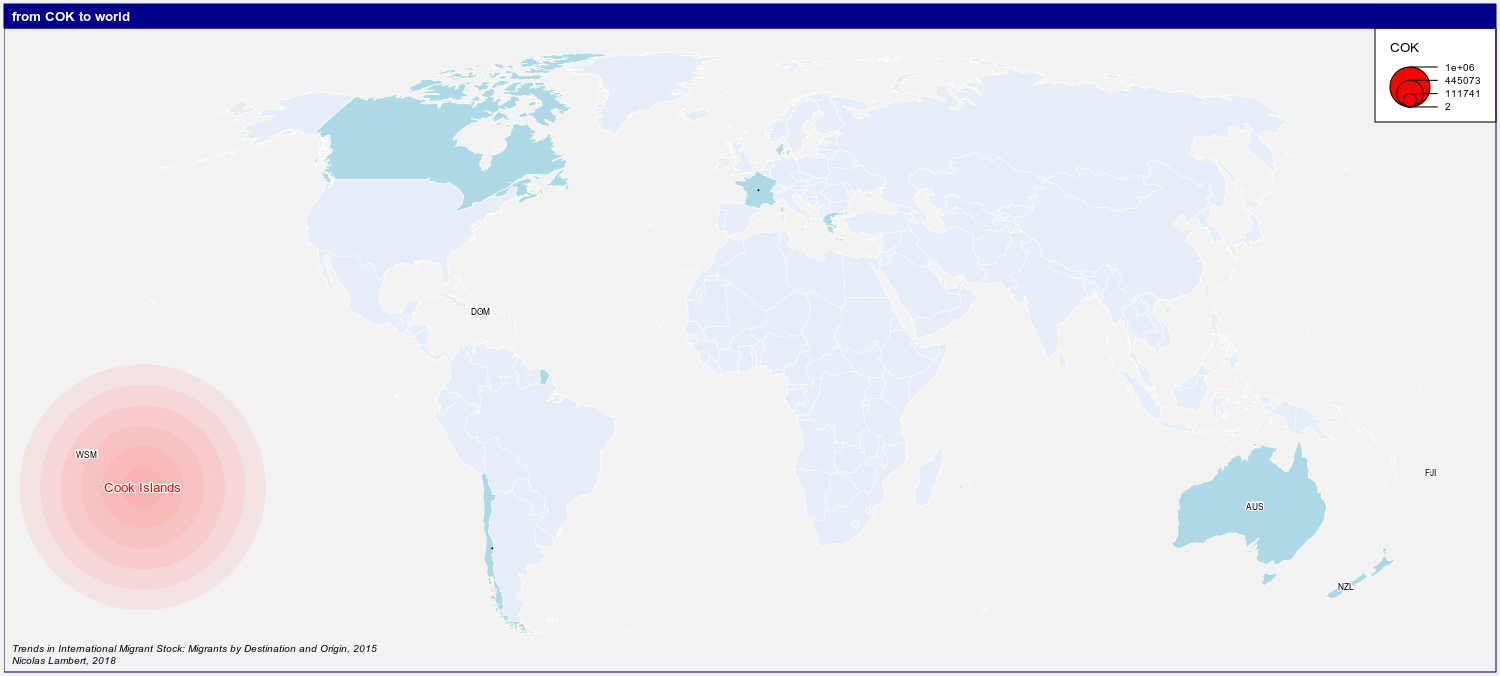 from COK to world
COK
1e+06
445073
111741
2
DOM
WSM
Cook Islands
FJI
AUS
NZL
Trends in International Migrant Stock: Migrants by Destination and Origin, 2015
Nicolas Lambert, 2018